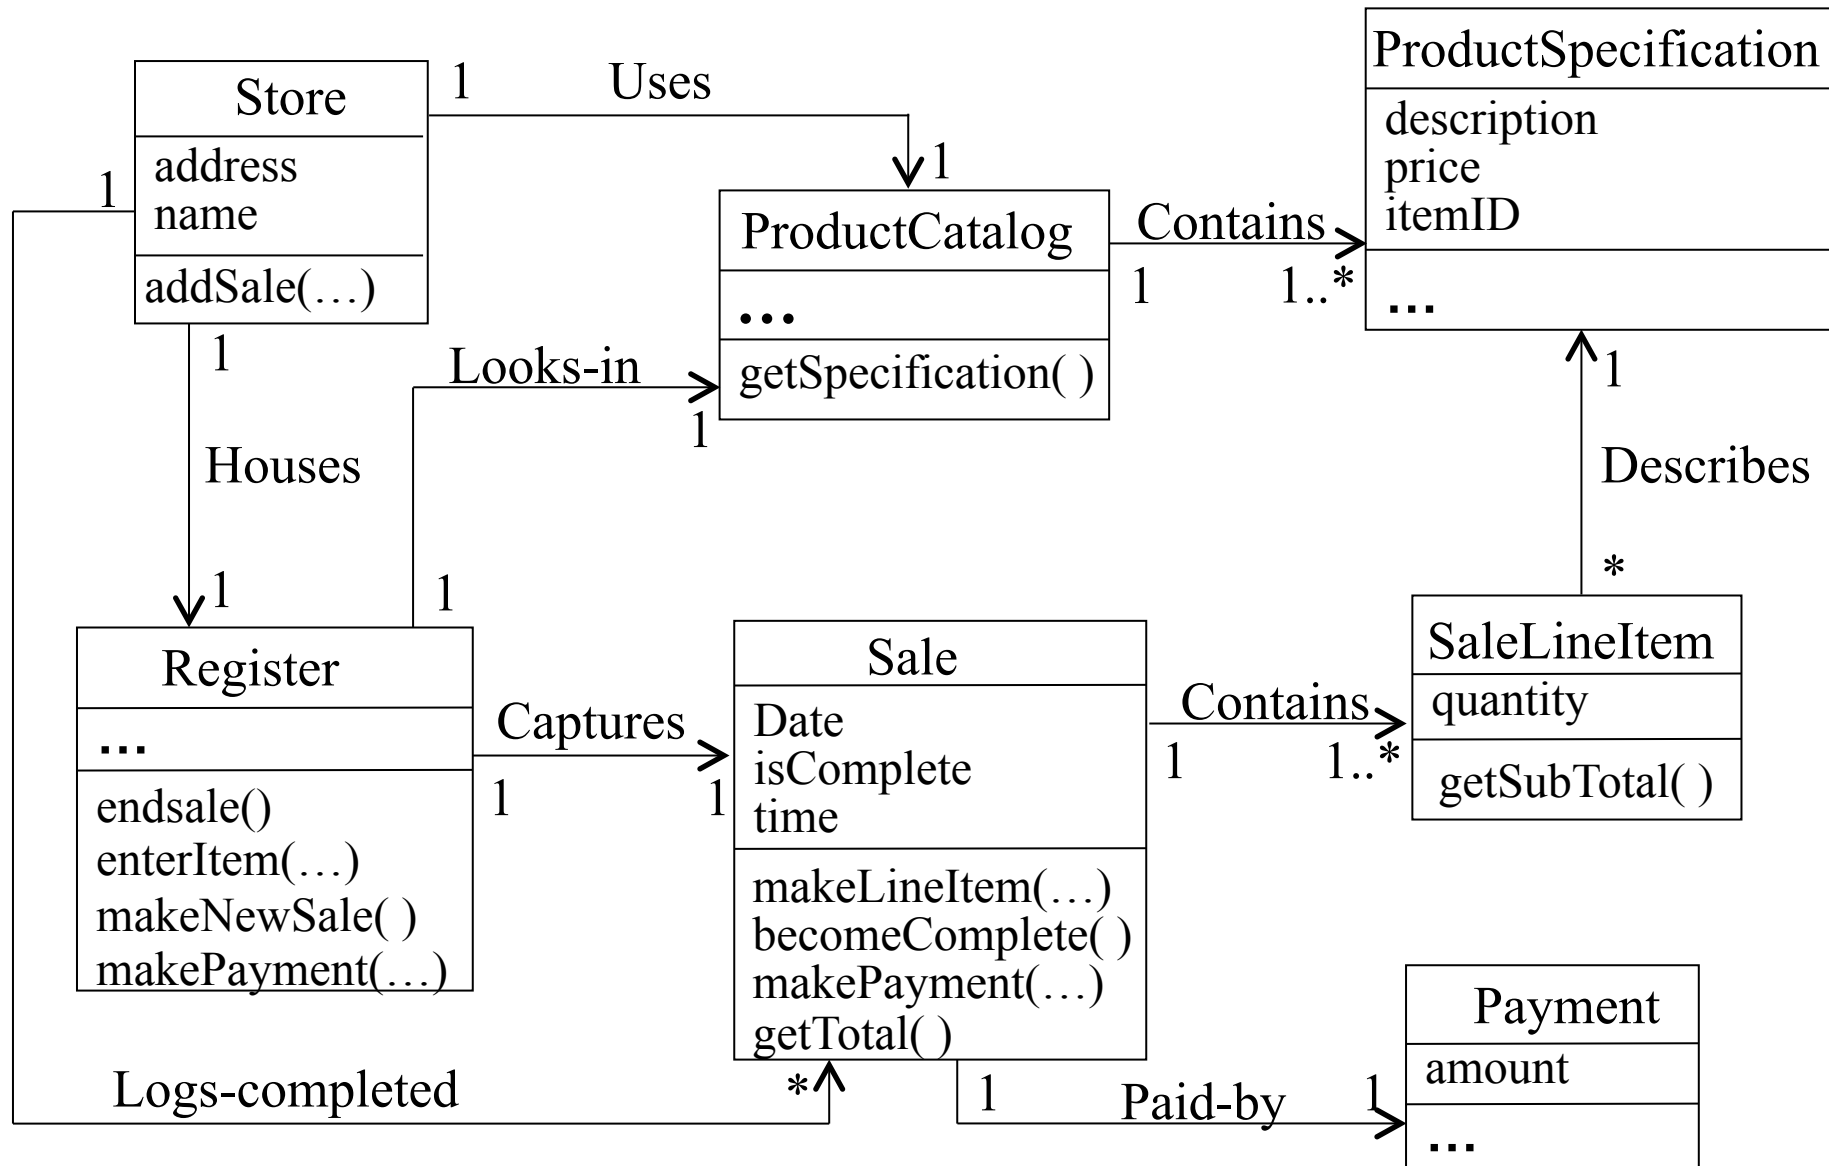 Store
address
name
addSale(…)
1
Uses
1
1
1
Houses
1
ProductCatalog
...
getSpecification( )
Looks-in
1
1
Contains
1
1..*
ProductSpecification
description
price
itemID
...
1
Describes
*
Register
...
endsale()
enterItem(…)
makeNewSale( )
makePayment(…)
Captures
1
1
Sale
Date
isComplete
time
makeLineItem(…)
becomeComplete( )
makePayment(…)
getTotal( )
Contains
1
1..*
SaleLineItem
quantity
getSubTotal( )
Logs-completed
*
1
Paid-by
1
Payment
amount
...